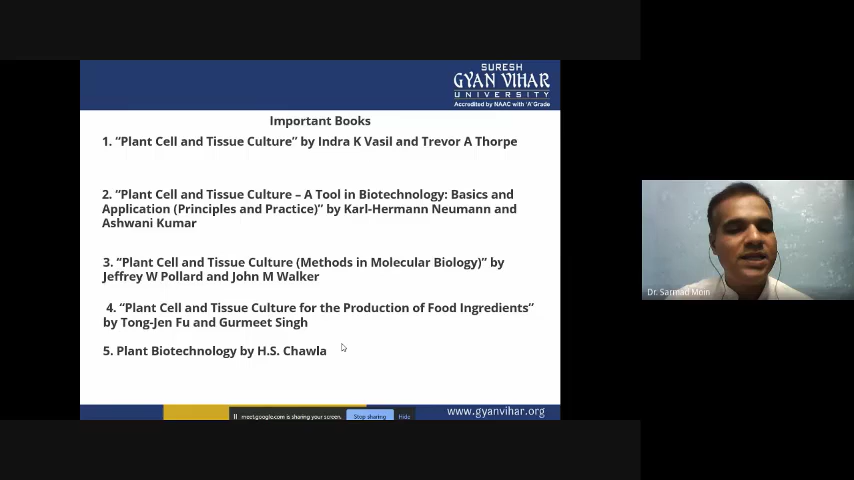 SURESH
GYAN VIHAR
UNIVERSITY
Accredited by NAAC with 'A' Grade
Important Books
1. "Plant Cell and Tissue Culture" by Indra K Vasil and Trevor A Thorpe
2. "Plant Cell and Tissue Culture – A Tool in Biotechnology: Basics and
Application (Principles and Practice)" by Karl-Hermann Neumann and
Ashwani Kumar
3. "Plant Cell and Tissue Culture (Methods in Molecular Biology)" by
Jeffrey W Pollard and John M Walker
4. "Plant Cell and Tissue Culture for the Production of Food Ingredients"
by Tong-Jen Fu and Gurmeet Singh
5. Plant Biotechnology by H.S. Chawla
Dr. Sarmad Moin
meet.google.com is sharing your screen.
Stop sharing
Hide
www.gyanvihar.org